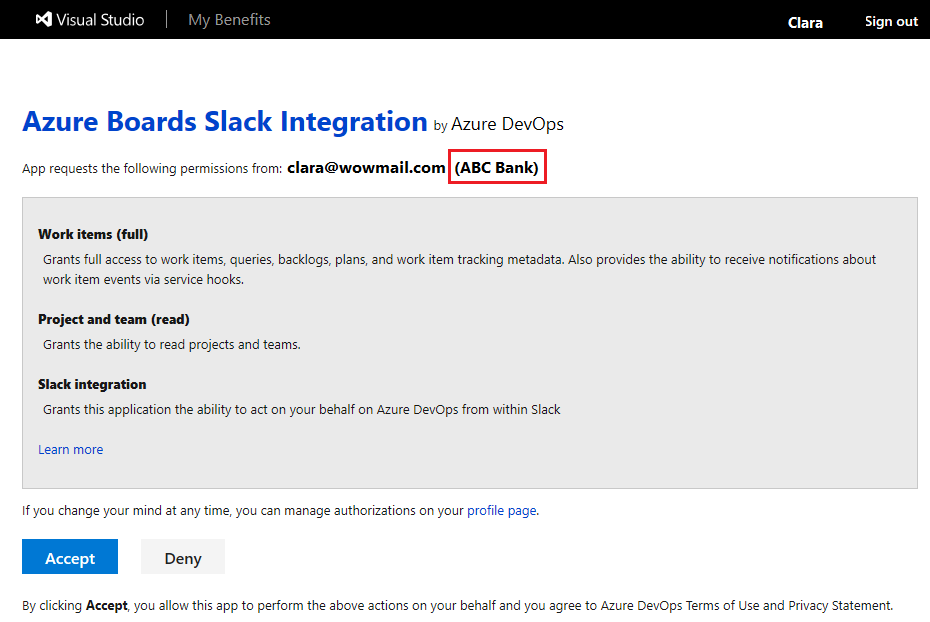 Visual Studio | My Benefits Clara Sign out
Azure Boards Slack Integration by Azure DevOps
App requests the following permissions from: clara@wowmail.com (ABC Bank)
Work items (full)
Grants full access to work items, queries, backlogs, plans, and work item tracking metadata. Also provides the ability to receive notifications about
work item events via service hooks.
Project and team (read)
Grants the ability to read projects and teams.
Slack integration
Grants this application the ability to act on your behalf on Azure DevOps from within Slack
Learn more
If you change your mind at any time, you can manage authorizations on your profile page.
Accept Deny
By clicking Accept, you allow this app to perform the above actions on your behalf and you agree to Azure DevOps Terms of Use and Privacy Statement.